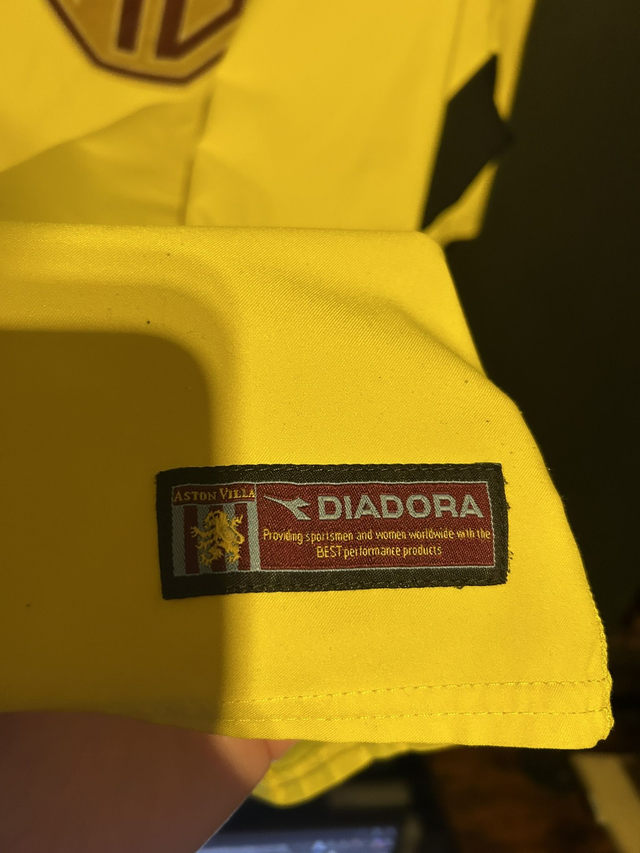 ASTON VILLA
DIADORA
Providing sportsmen and women worldwide with the
BEST performance products